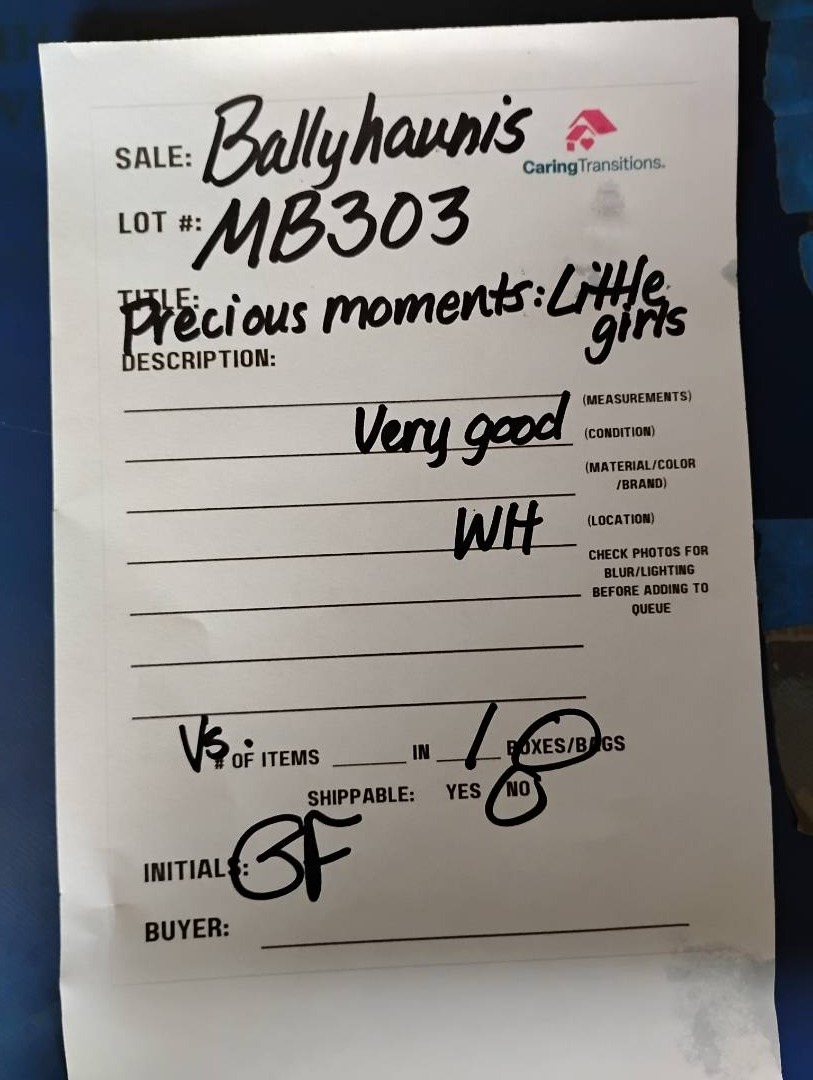 SALE: Ballyhaunis
CaringTransitions.
LOT #: MB303
TITLE: Precious moments: Little
girls
DESCRIPTION:
(MEASUREMENTS)
Very good (CONDITION)
(MATERIAL/COLOR
/BRAND)
WH (LOCATION)
CHECK PHOTOS FOR
BLUR/LIGHTING
BEFORE ADDING TO
QUEUE
Vs. # OF ITEMS ______ IN 1 BOXES/BAGS
SHIPPABLE: YES NO
INITIALS: GF
BUYER: